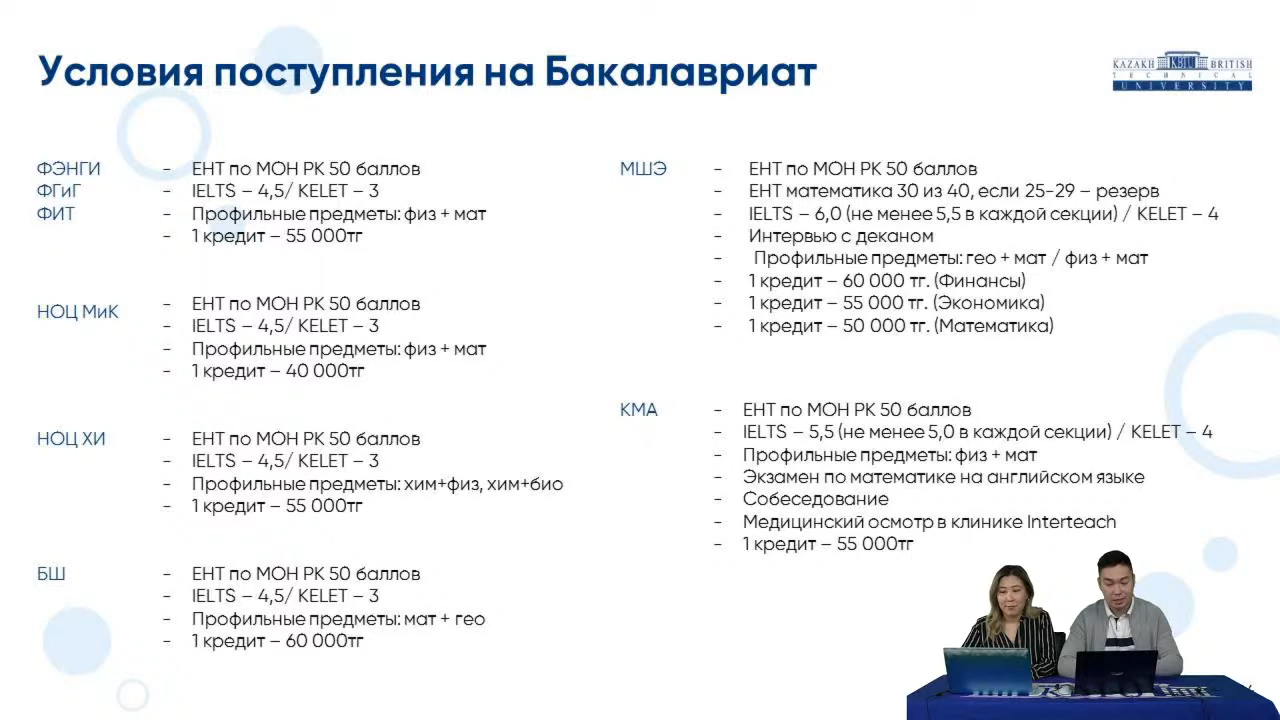 Условия поступления на Бакалавриат
KAZAKH KBTU BRITISH
TECHNICAL
UNIVERSITY
ФЭНГИ
ФГиГ
ФИТ
- ЕНТ по МОН РК 50 баллов
- IELTS – 4,5/ KELET – 3
- Профильные предметы: физ + мат
- 1 кредит – 55 000тг
НОЦ МиК
- ЕНТ по МОН РК 50 баллов
- IELTS – 4,5/ KELET – 3
- Профильные предметы: физ + мат
- 1 кредит – 40 000тг
НОЦ ХИ
- ЕНТ по МОН РК 50 баллов
- IELTS – 4,5/ KELET – 3
- Профильные предметы: хим+физ, хим+био
- 1 кредит – 55 000тг
БШ
- ЕНТ по МОН РК 50 баллов
- IELTS – 4,5/ KELET – 3
- Профильные предметы: мат + гео
- 1 кредит – 60 000тг
МШЭ
- ЕНТ по МОН РК 50 баллов
- ЕНТ математика 30 из 40, если 25-29 – резерв
- IELTS – 6,0 (не менее 5,5 в каждой секции) / KELET – 4
- Интервью с деканом
- Профильные предметы: гео + мат / физ + мат
- 1 кредит – 60 000 тг. (Финансы)
- 1 кредит – 55 000 тг. (Экономика)
- 1 кредит – 50 000 тг. (Математика)
КМА
- ЕНТ по МОН РК 50 баллов
- IELTS – 5,5 (не менее 5,0 в каждой секции) / KELET – 4
- Профильные предметы: физ + мат
- Экзамен по математике на английском языке
- Собеседование
- Медицинский осмотр в клинике Interteach
- 1 кредит – 55 000тг